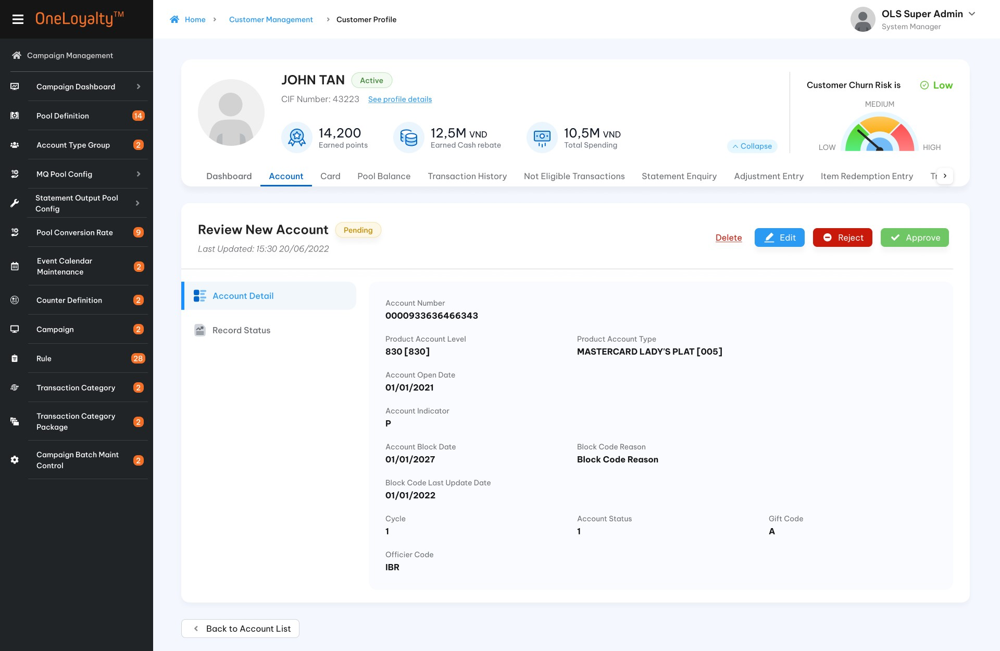 OneLoyalty™
Home
Customer Management
Customer Profile
OLS Super Admin
System Manager
Campaign Management
Campaign Dashboard
Pool Definition
14
Account Type Group
2
MQ Pool Config
Statement Output Pool
Config
Pool Conversion Rate
9
Event Calendar
Maintenance
2
Counter Definition
2
Campaign
2
Rule
28
Transaction Category
2
Transaction Category
Package
2
Campaign Batch Maint
Control
2
JOHN TAN
Active
CIF Number: 43223
See profile details
14,200
Earned points
12,5M VND
Earned Cash rebate
10,5M VND
Total Spending
Collapse
Customer Churn Risk is
Low
MEDIUM
LOW
HIGH
Dashboard
Account
Card
Pool Balance
Transaction History
Not Eligible Transactions
Statement Enquiry
Adjustment Entry
Item Redemption Entry
Review New Account
Pending
Last Updated: 15:30 20/06/2022
Delete
Edit
Reject
Approve
Account Detail
Record Status
Account Number
0000933636466343
Product Account Level
830 [830]
Product Account Type
MASTERCARD LADY'S PLAT [005]
Account Open Date
01/01/2021
Account Indicator
P
Account Block Date
01/01/2027
Block Code Reason
Block Code Reason
Block Code Last Update Date
01/01/2022
Cycle
1
Account Status
1
Gift Code
A
Officier Code
IBR
Back to Account List